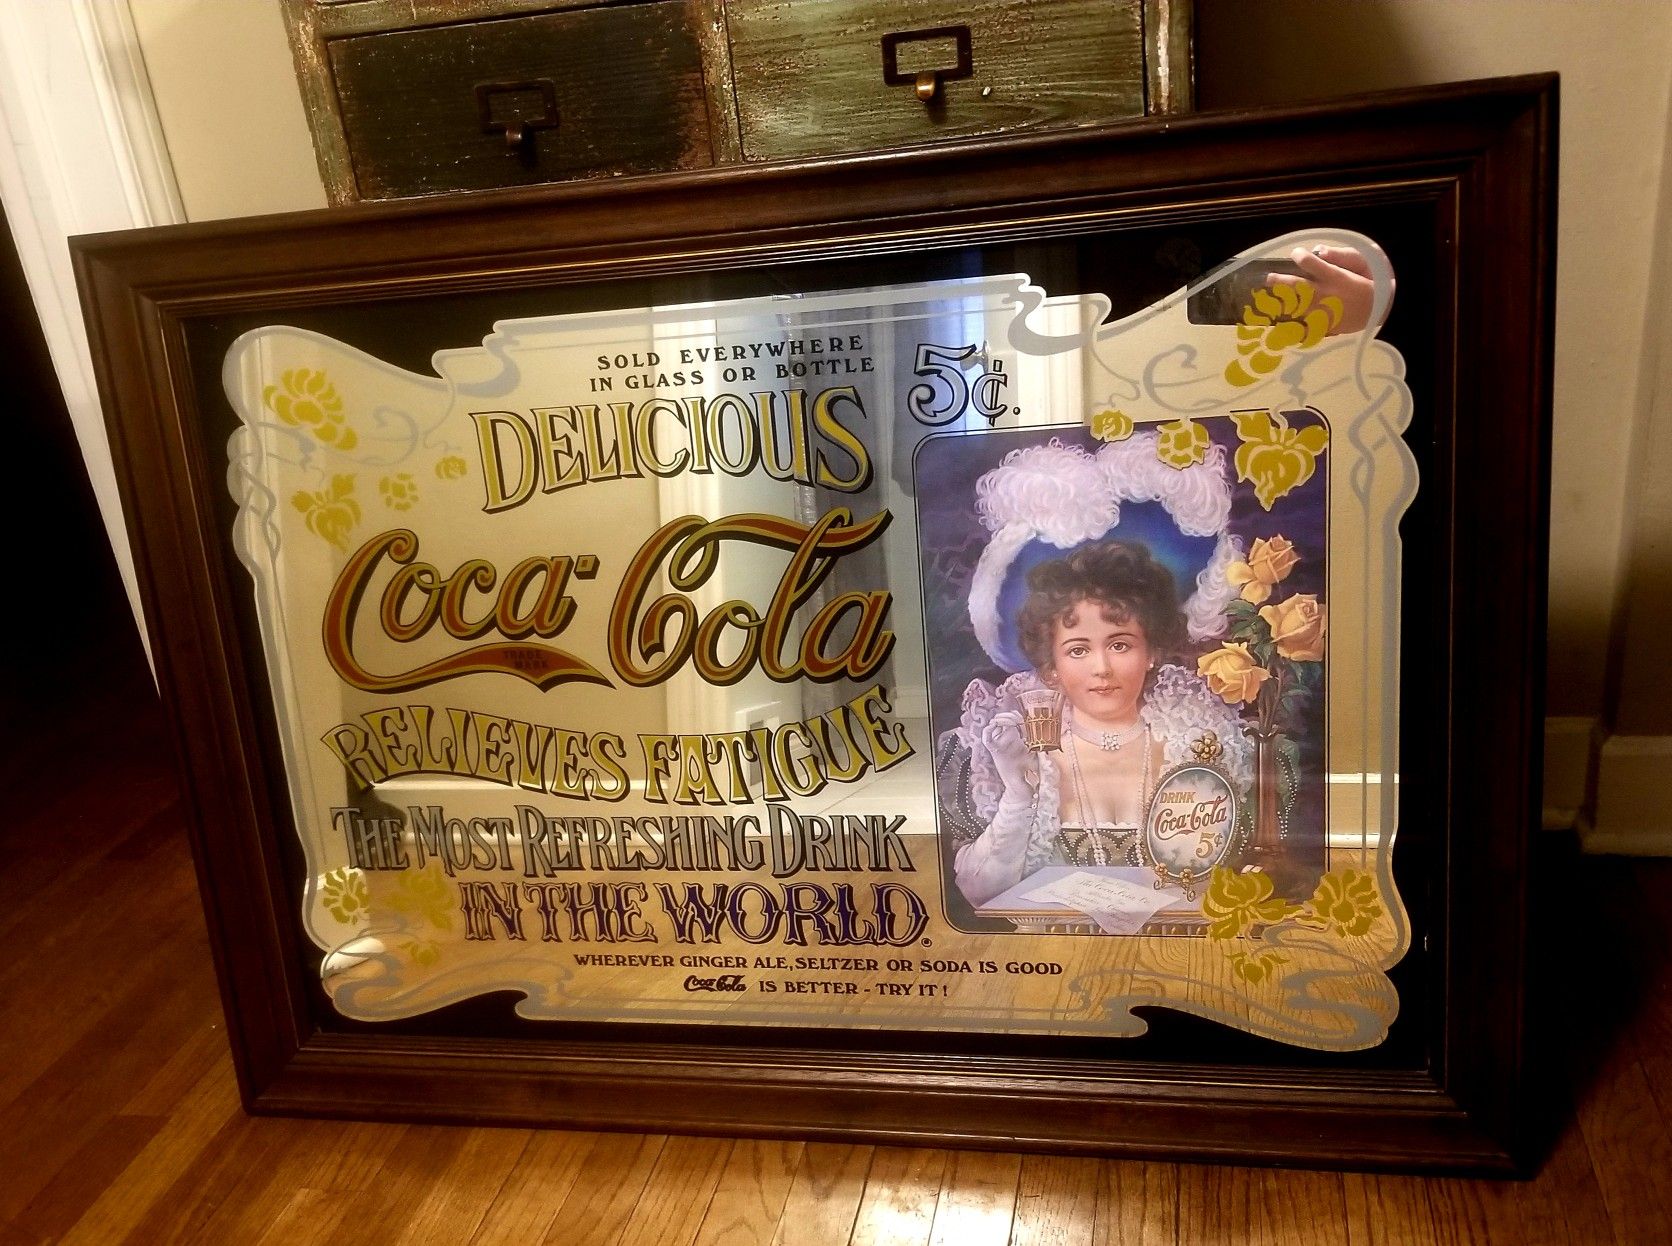 SOLD EVERYWHERE
IN GLASS OR BOTTLE
5¢.
DELICIOUS
Coca-Cola
TRADE
MARK
RELIEVES FATIGUE
THE MOST REFRESHING DRINK
IN THE WORLD.
DRINK
Coca-Cola
5¢
WHEREVER GINGER ALE, SELTZER OR SODA IS GOOD
Coca-Cola IS BETTER - TRY IT !